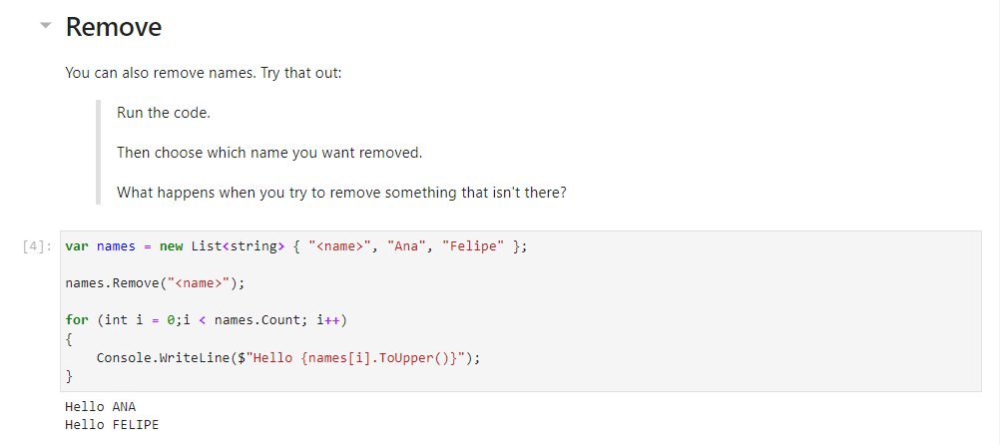 Remove
You can also remove names. Try that out:
Run the code.
Then choose which name you want removed.
What happens when you try to remove something that isn't there?
[4]: var names = new List<string> { "<name>", "Ana", "Felipe" };
names.Remove("<name>");
for (int i = 0;i < names.Count; i++)
{
    Console.WriteLine($"Hello {names[i].ToUpper()}");
}
Hello ANA
Hello FELIPE